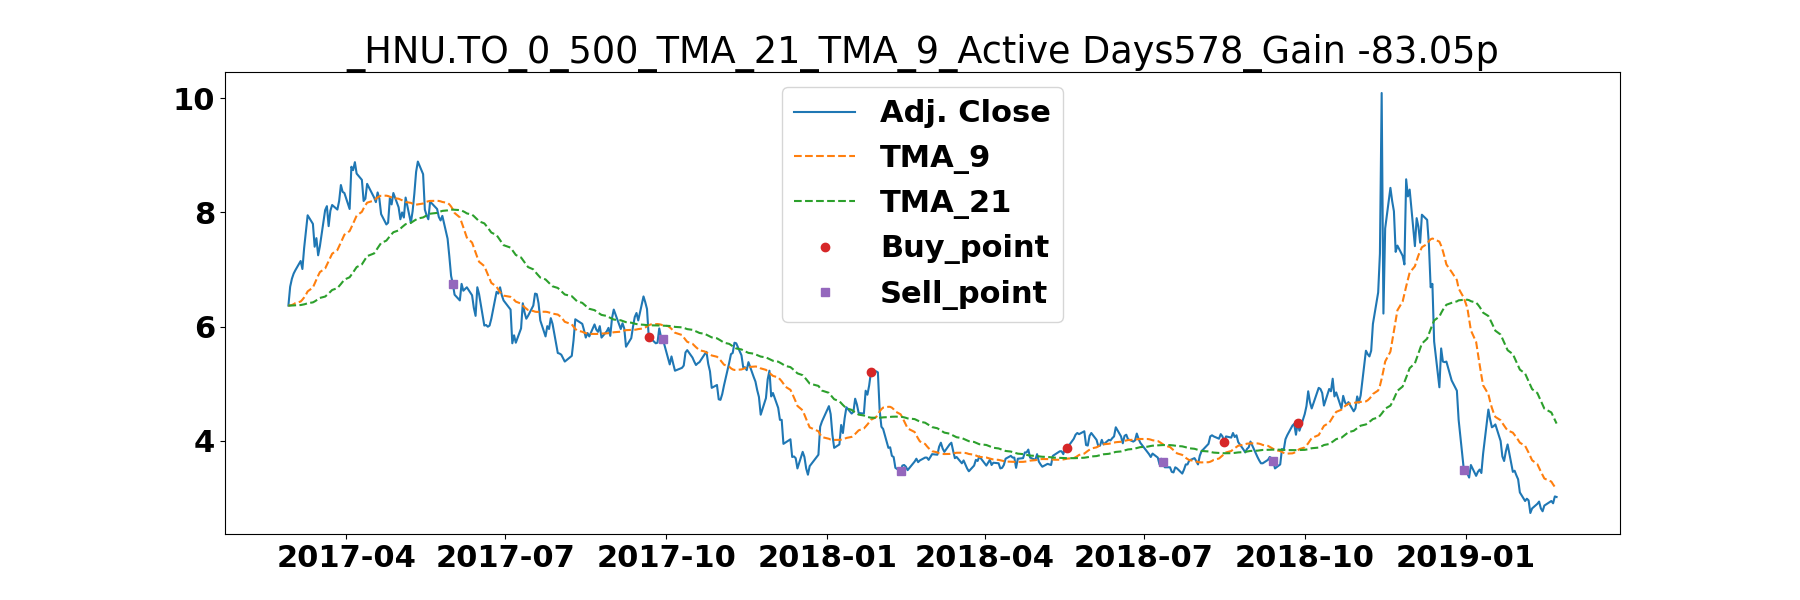 _HNU.TO_0_500_TMA_21_TMA_9_Active Days578_Gain -83.05p
10
8
6
4
Adj. Close
TMA_9
TMA_21
Buy_point
Sell_point
2017-04 2017-07 2017-10 2018-01 2018-04 2018-07 2018-10 2019-01